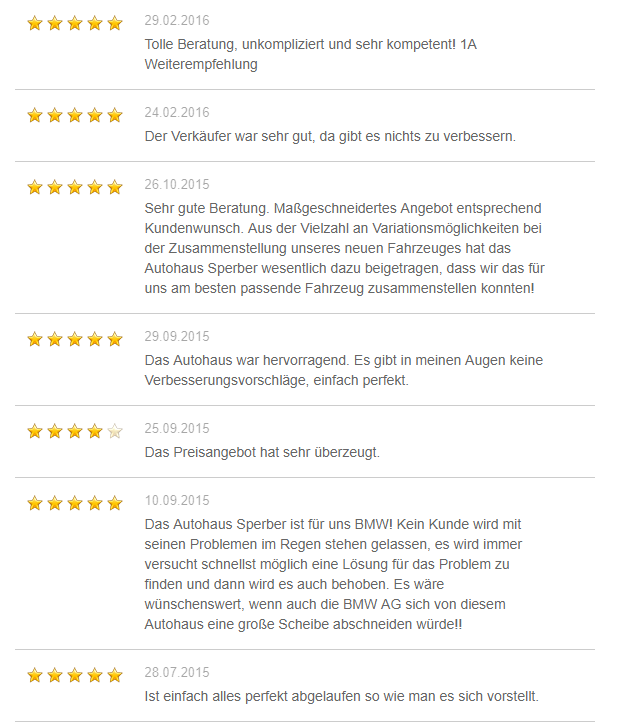 29.02.2016
Tolle Beratung, unkompliziert und sehr kompetent! 1A
Weiterempfehlung
24.02.2016
Der Verkäufer war sehr gut, da gibt es nichts zu verbessern.
26.10.2015
Sehr gute Beratung. Maßgeschneidertes Angebot entsprechend
Kundenwunsch. Aus der Vielzahl an Variationsmöglichkeiten bei
der Zusammenstellung unseres neuen Fahrzeuges hat das
Autohaus Sperber wesentlich dazu beigetragen, dass wir das für
uns am besten passende Fahrzeug zusammenstellen konnten!
29.09.2015
Das Autohaus war hervorragend. Es gibt in meinen Augen keine
Verbesserungsvorschläge, einfach perfekt.
25.09.2015
Das Preisangebot hat sehr überzeugt.
10.09.2015
Das Autohaus Sperber ist für uns BMW! Kein Kunde wird mit
seinen Problemen im Regen stehen gelassen, es wird immer
versucht schnellst möglich eine Lösung für das Problem zu
finden und dann wird es auch behoben. Es wäre
wünschenswert, wenn auch die BMW AG sich von diesem
Autohaus eine große Scheibe abschneiden würde!!
28.07.2015
Ist einfach alles perfekt abgelaufen so wie man es sich vorstellt.